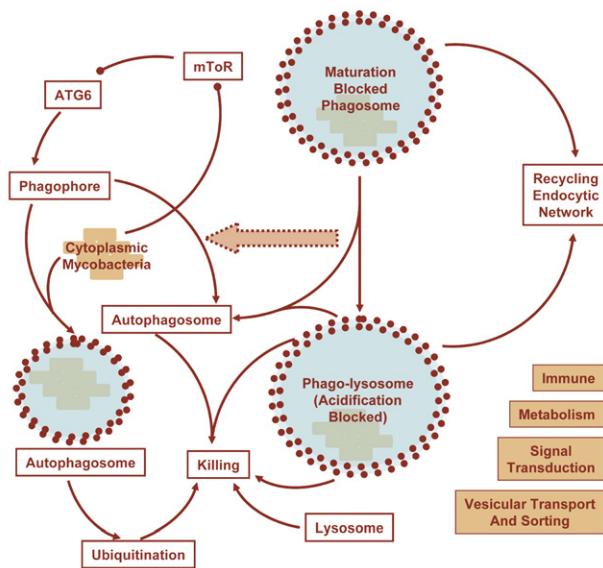 mToR
Maturation
Blocked
Phagosome
ATG6
Phagophore
Recycling
Endocytic
Network
Cytoplasmic
Mycobacteria
Autophagosome
Immune
Phago-lysosome
(Acidification
Blocked)
Metabolism
Signal
Transduction
Autophagosome
Killing
Vesicular Transport
And Sorting
Lysosome
Ubiquitination